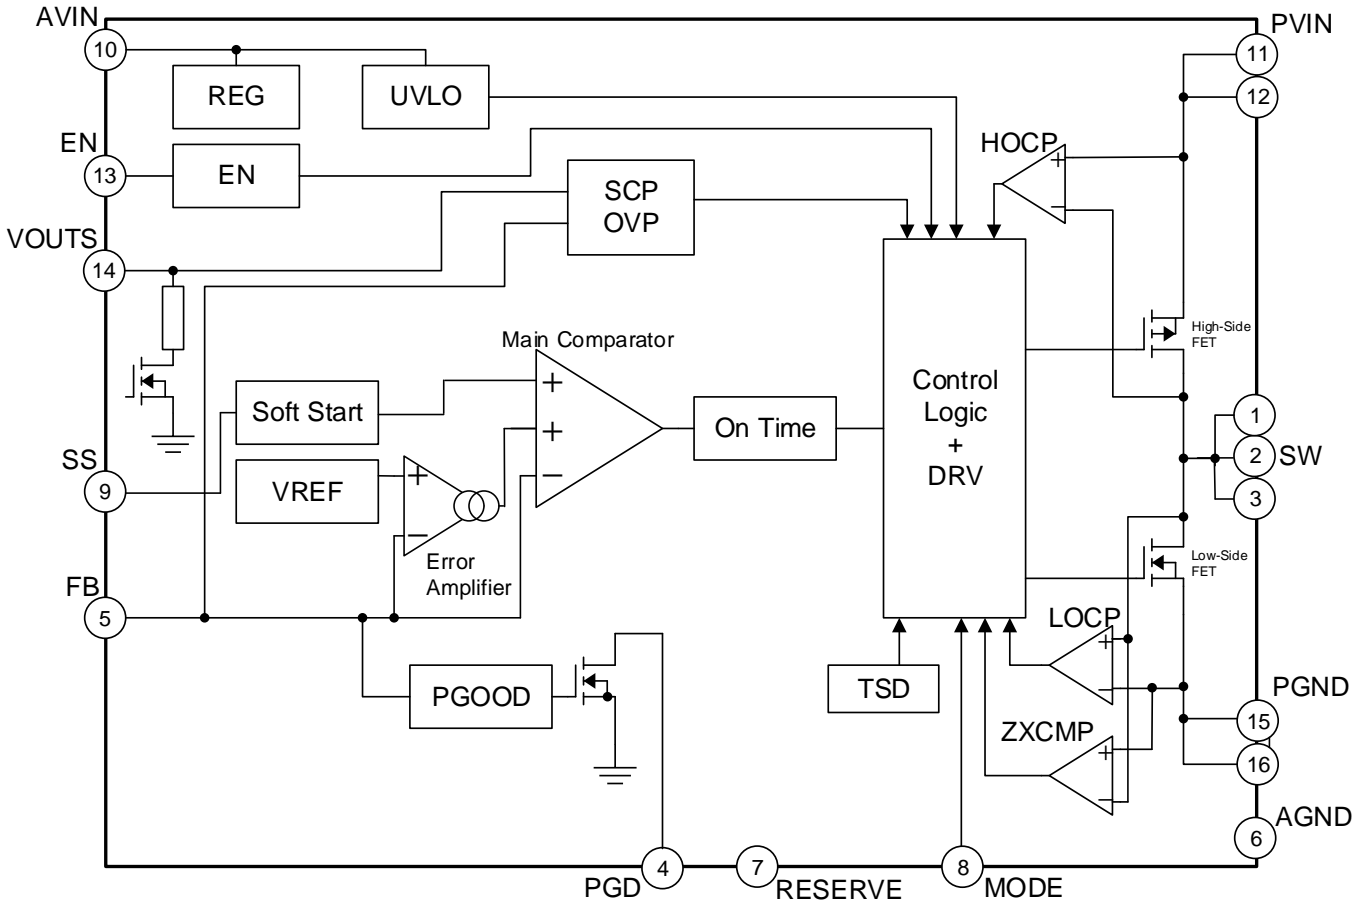 AVIN
PVIN
10
11
REG
UVLO
12
EN
HOCP
13
EN
+
−
SCP
OVP
VOUTS
14
High-Side
FET
Main Comparator
+
Control
Logic
+
DRV
Soft Start
1
+
On Time
SS
2
SW
9
VREF
+
−
3
−
Error
Amplifier
Low-Side
FET
FB
5
LOCP
+
−
PGOOD
TSD
PGND
15
ZXCMP
+
−
16
AGND
6
4
7
8
PGD
RESERVE
MODE